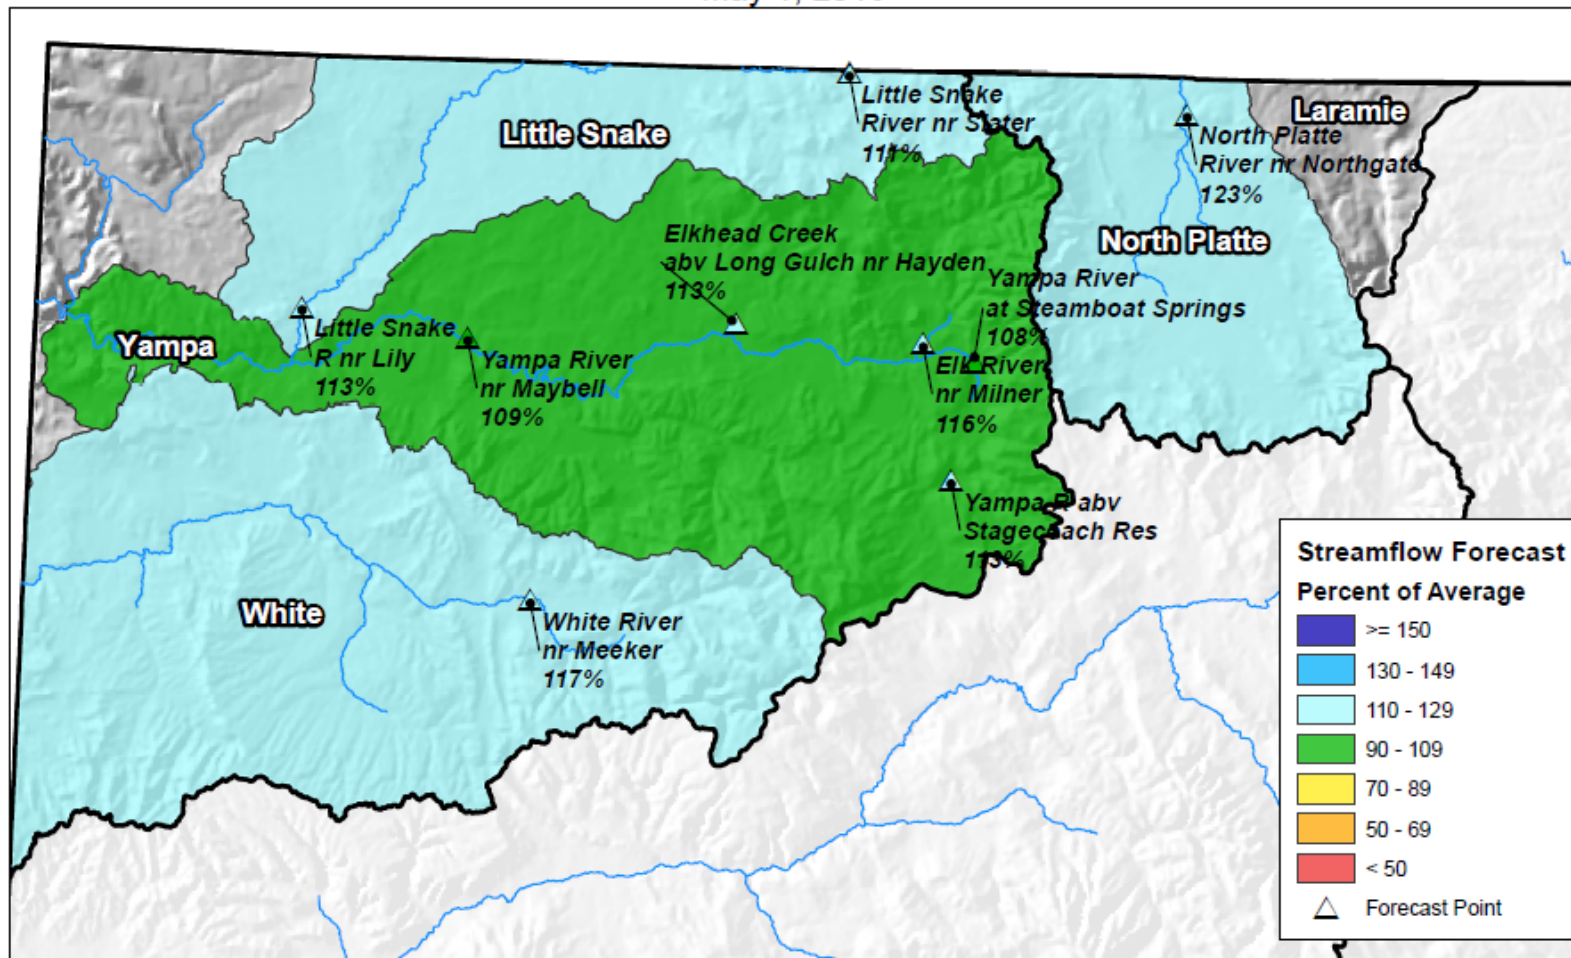 Little Snake
River nr Slater
111%
Laramie
North Platte
River nr Northgate
123%
Little Snake
North Platte
Elkhead Creek
abv Long Gulch nr Hayden
113%
Yampa River
at Steamboat Springs
108%
Yampa
Little Snake
R nr Lily
113%
Yampa River
nr Maybell
109%
Elk River
nr Milner
116%
Yampa R abv
Stagecoach Res
113%
White
White River
nr Meeker
117%
Streamflow Forecast
Percent of Average
>= 150
130 - 149
110 - 129
90 - 109
70 - 89
50 - 69
< 50
Forecast Point